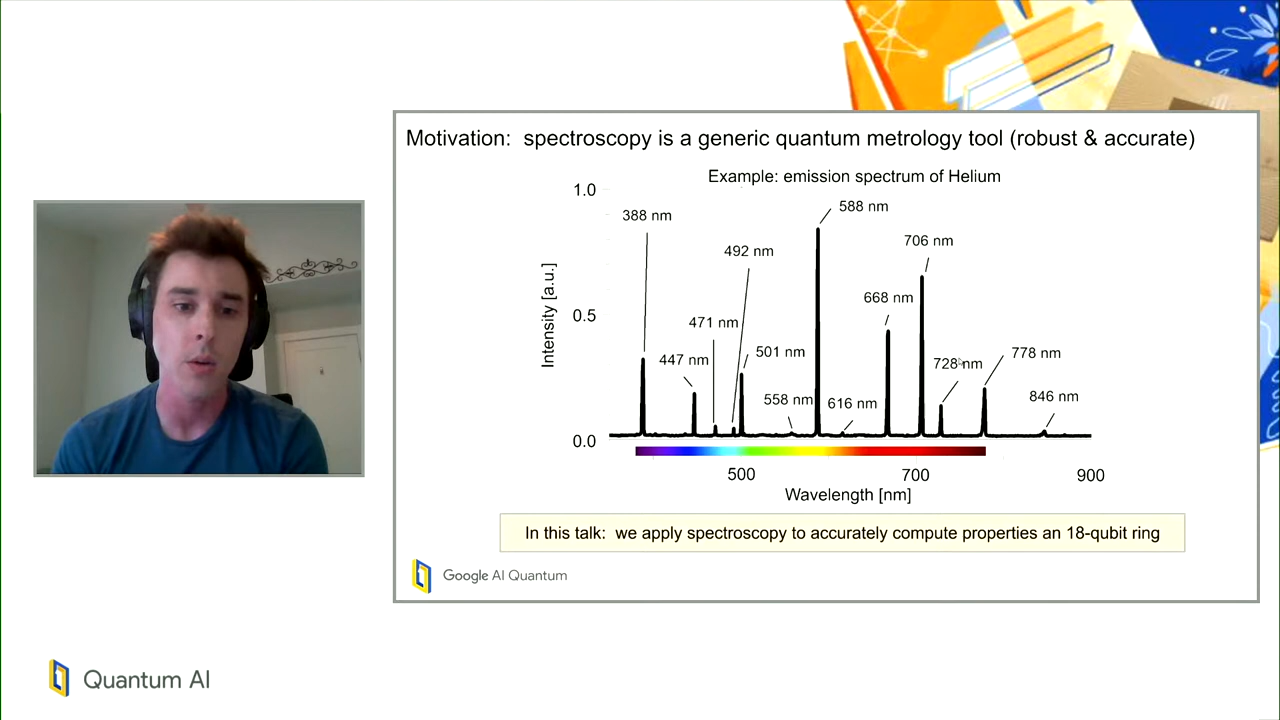 Motivation: spectroscopy is a generic quantum metrology tool (robust & accurate)
Example: emission spectrum of Helium
1.0
0.5
0.0
Intensity [a.u.]
388 nm
447 nm
471 nm
492 nm
501 nm
558 nm
588 nm
616 nm
668 nm
706 nm
728 nm
778 nm
846 nm
500
700
900
Wavelength [nm]
In this talk: we apply spectroscopy to accurately compute properties an 18-qubit ring
Google AI Quantum
Quantum AI